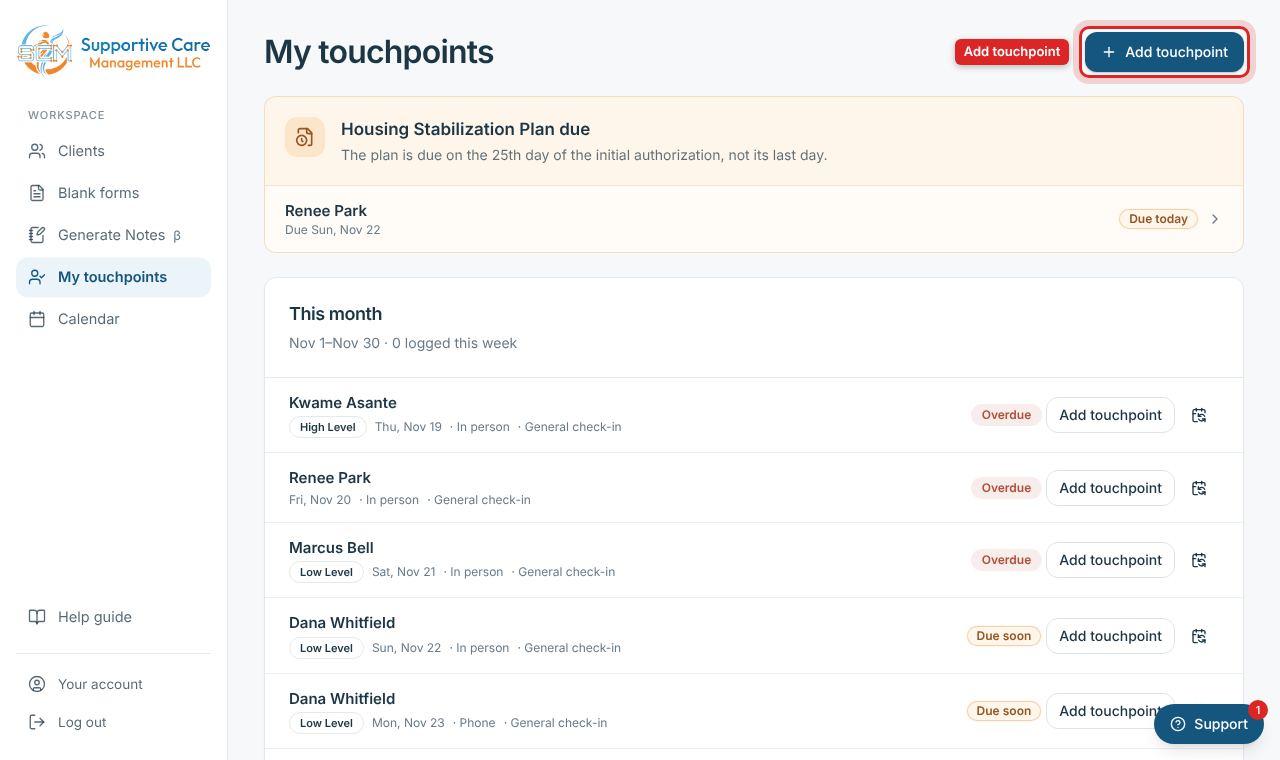 SCM
Supportive Care
Management LLC
WORKSPACE
Clients
Blank forms
Generate Notes β
My touchpoints
Calendar
Help guide
Your account
Log out
My touchpoints
Add touchpoint
+ Add touchpoint
Housing Stabilization Plan due
The plan is due on the 25th day of the initial authorization, not its last day.
Renee Park
Due Sun, Nov 22
Due today
This month
Nov 1–Nov 30 · 0 logged this week
Kwame Asante
High Level Thu, Nov 19 · In person · General check-in
Overdue Add touchpoint
Renee Park
Fri, Nov 20 · In person · General check-in
Overdue Add touchpoint
Marcus Bell
Low Level Sat, Nov 21 · In person · General check-in
Overdue Add touchpoint
Dana Whitfield
Low Level Sun, Nov 22 · In person · General check-in
Due soon Add touchpoint
Dana Whitfield
Low Level Mon, Nov 23 · Phone · General check-in
Due soon Add touchpoint
Support 1